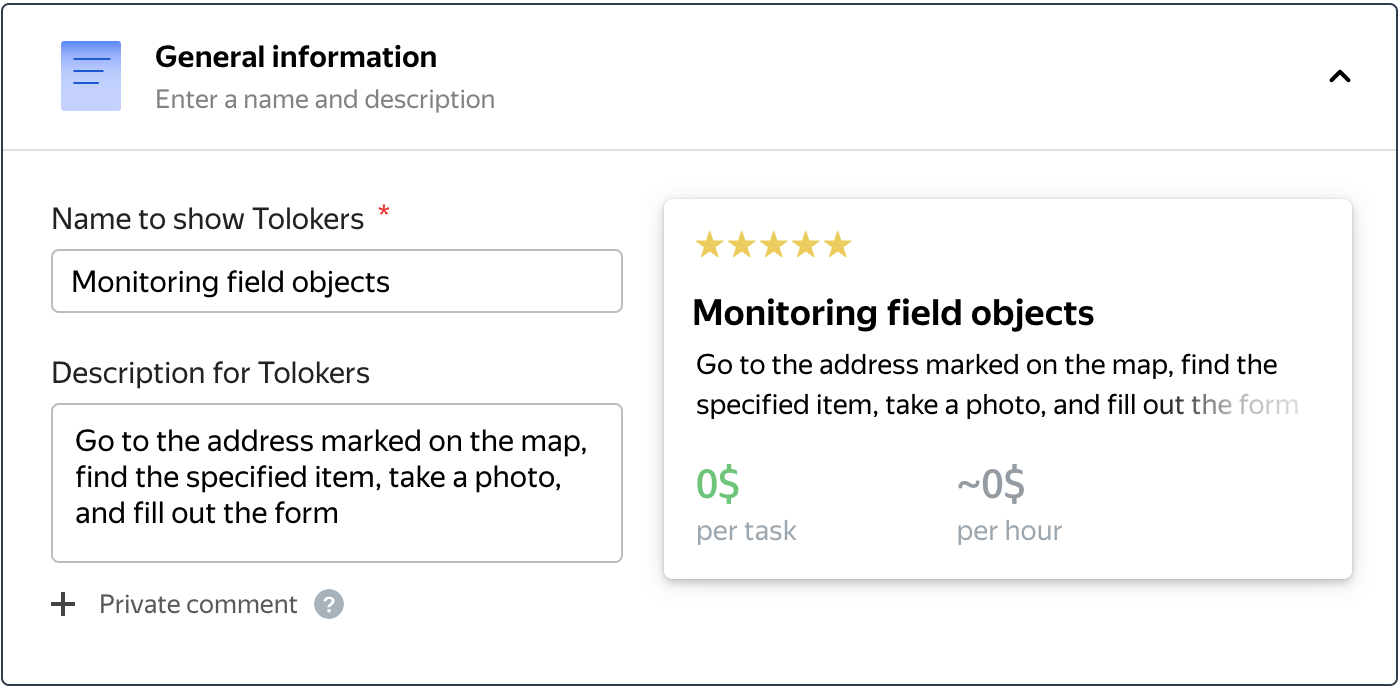 General information
Enter a name and description
Name to show Tolokers *
Monitoring field objects
Description for Tolokers
Go to the address marked on the map,
find the specified item, take a photo,
and fill out the form
+ Private comment ?
Monitoring field objects
Go to the address marked on the map, find the
specified item, take a photo, and fill out the form
0$ ~0$
per task per hour